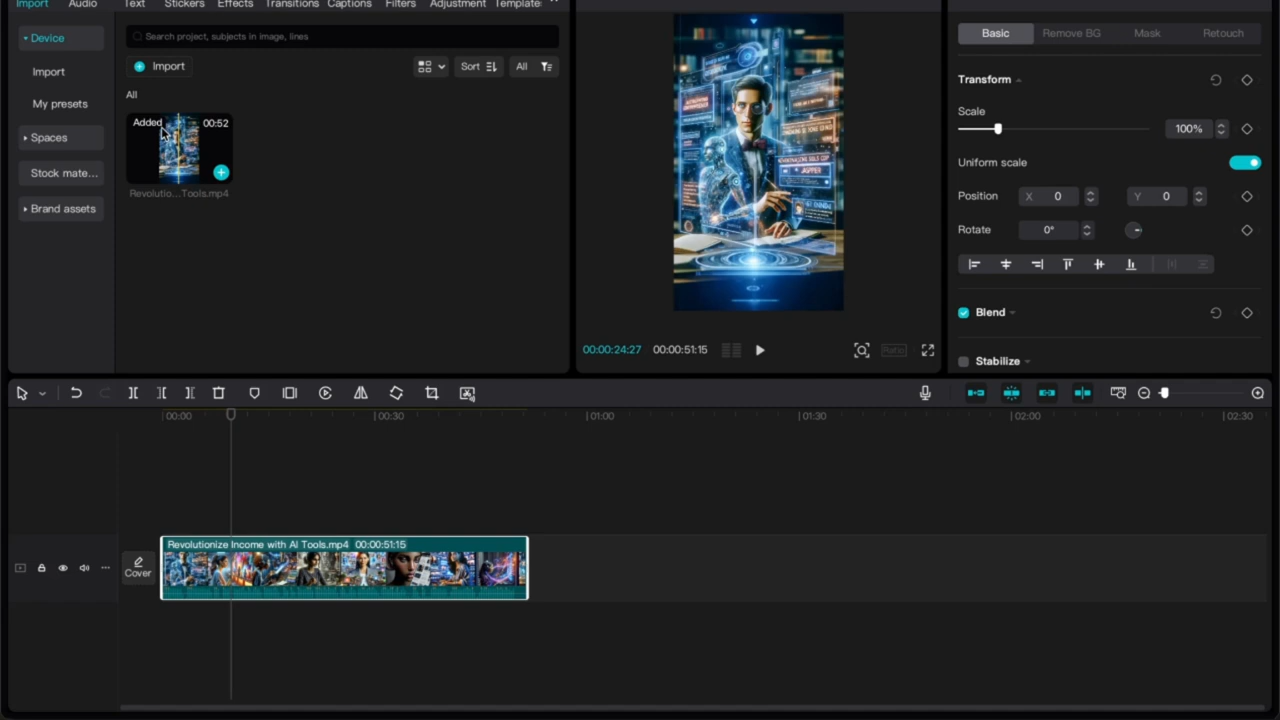 Import Audio Text Stickers Effects Transitions Captions Filters Adjustment Template
Device
Import
My presets
Spaces
Stock mate...
Brand assets
Search project, subjects in image, lines
Import
Sort
All
All
Added 00:52
Revolutio...Tools.mp4
00:00:24:27 00:00:51:15
Ratio
Basic Remove BG Mask Retouch
Transform
Scale
100%
Uniform scale
Position X 0 Y 0
Rotate 0°
Blend
Stabilize
00:00 00:30 01:00 01:30 02:00 02:30
Cover
Revolutionize Income with AI Tools.mp4 00:00:51:15